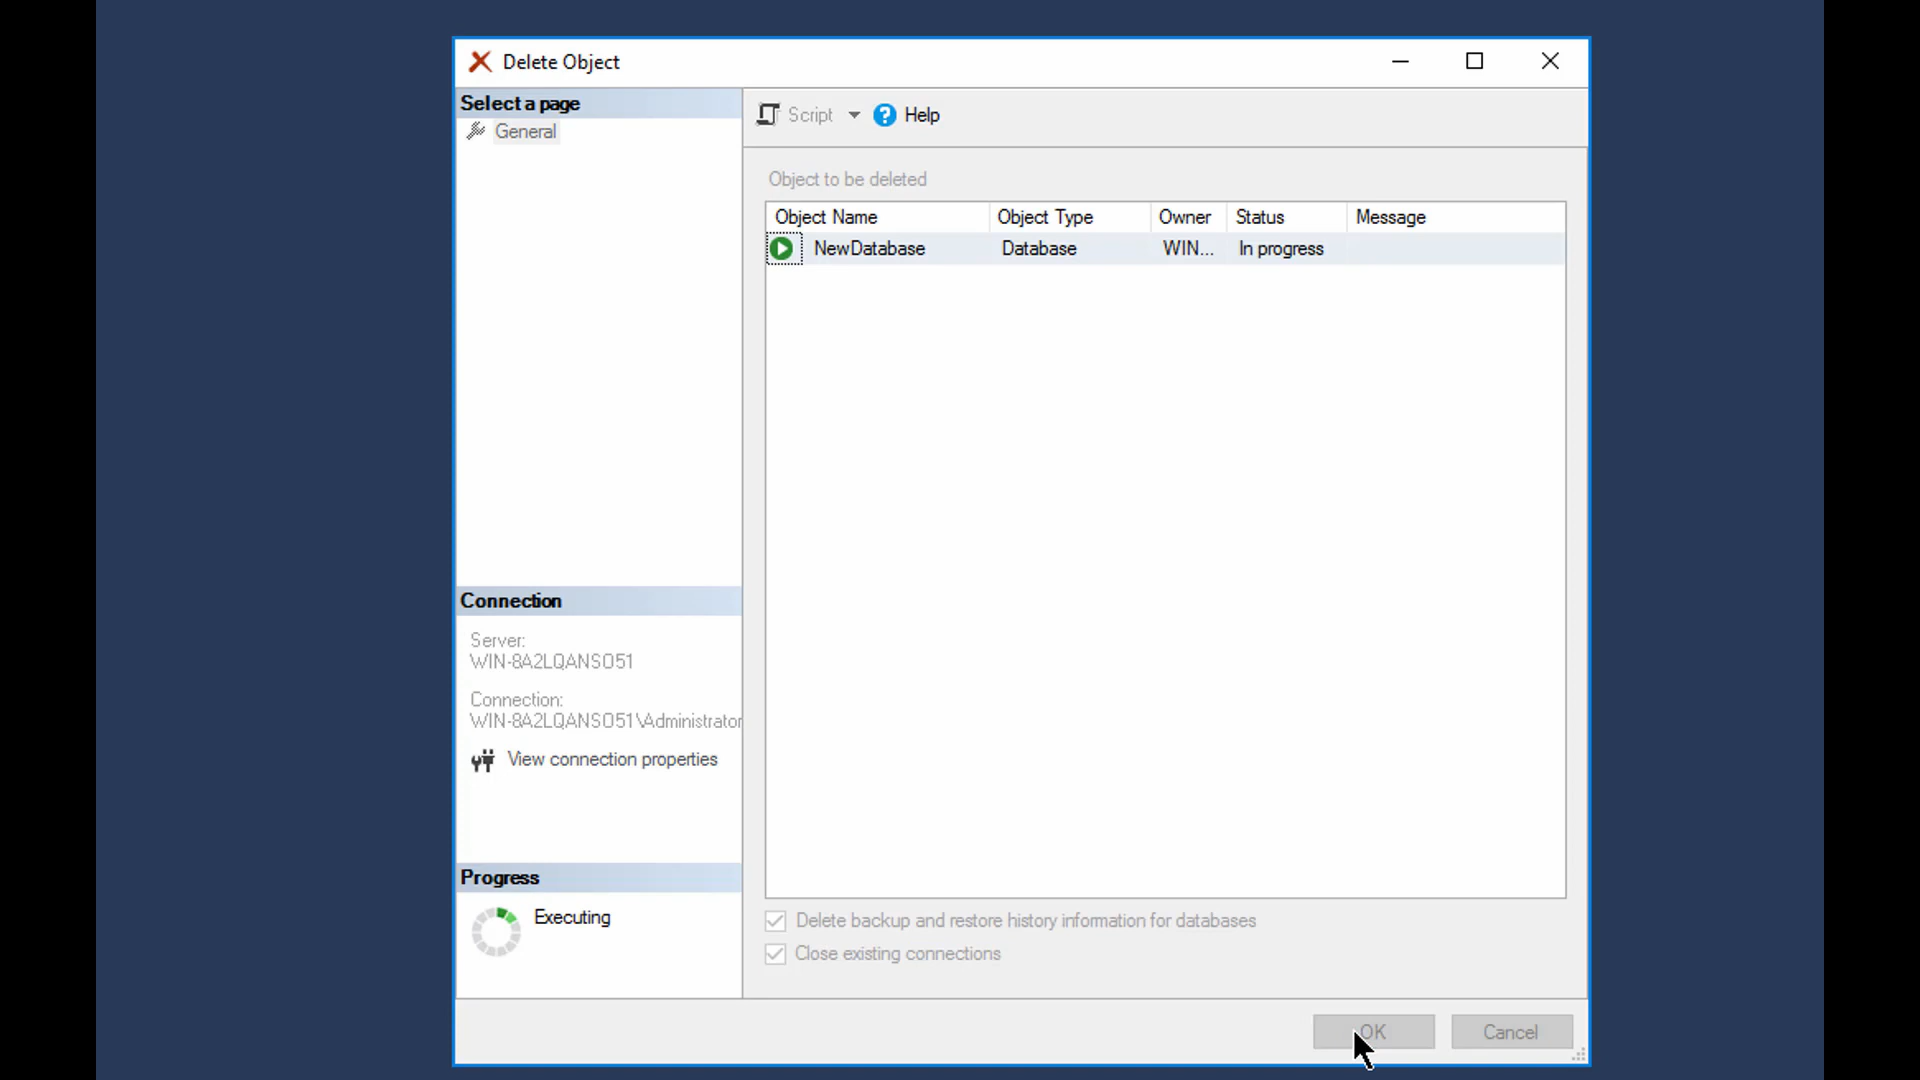 Delete Object
Select a page
General
Script
Help
Object to be deleted
Object Name Object Type Owner Status Message
NewDatabase Database WIN... In progress
Connection
Server:
WIN-8A2LQANSO51
Connection:
WIN-8A2LQANSO51\Administrator
View connection properties
Progress
Executing
Delete backup and restore history information for databases
Close existing connections
OK Cancel